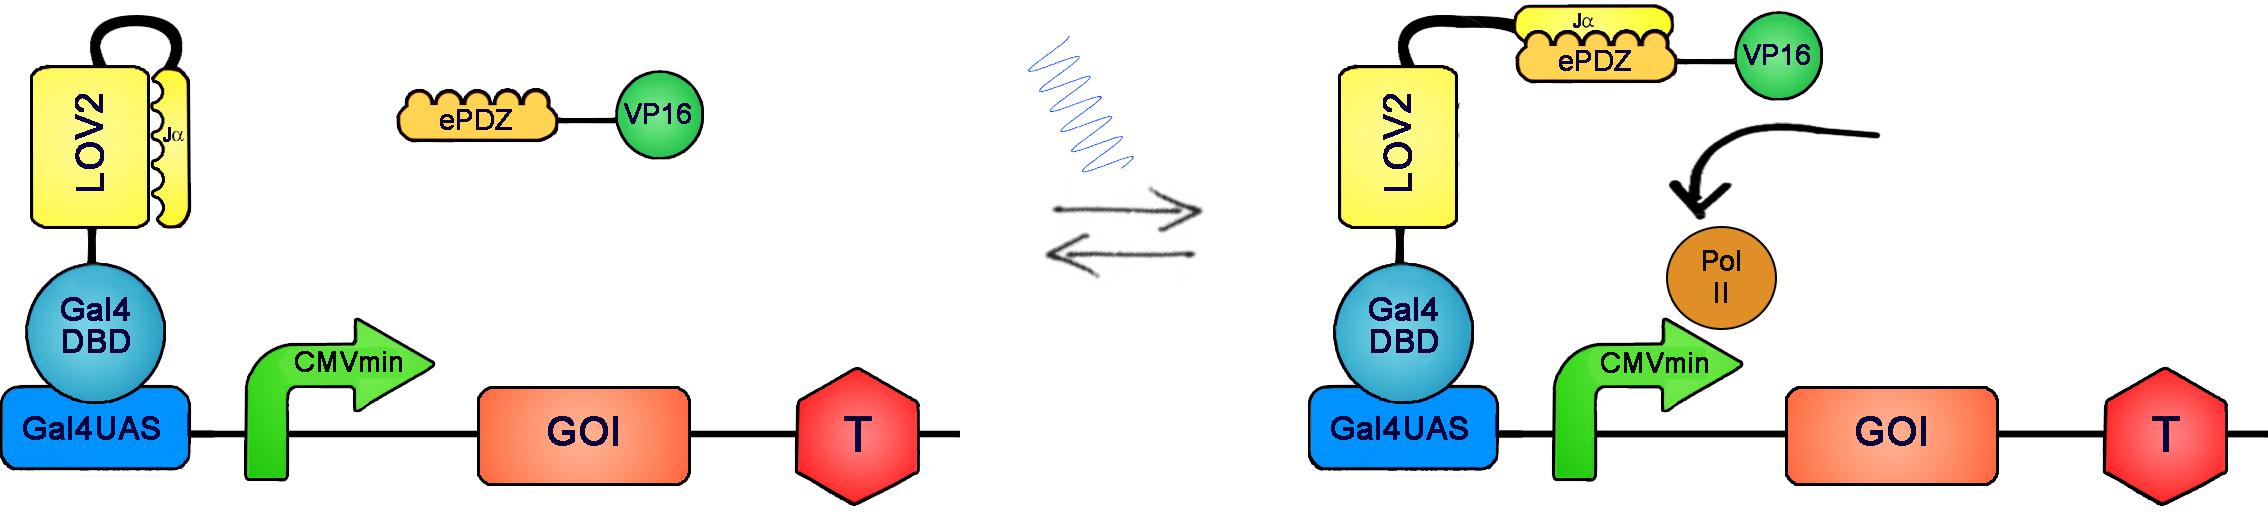 LOV2
Jα
ePDZ
VP16
Gal4
DBD
CMVmin
Gal4UAS
GOI
T
Jα
ePDZ
VP16
LOV2
Pol
II
Gal4
DBD
CMVmin
Gal4UAS
GOI
T